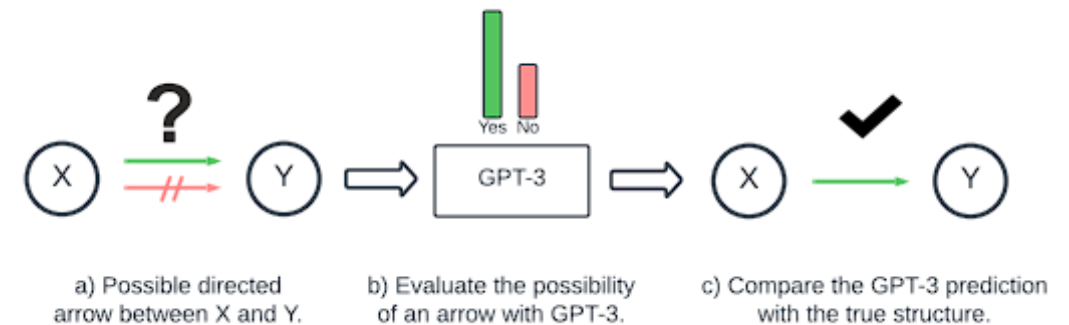 ?
Yes No
X
Y
GPT-3
X
Y
a) Possible directed
arrow between X and Y.
b) Evaluate the possibility
of an arrow with GPT-3.
c) Compare the GPT-3 prediction
with the true structure.